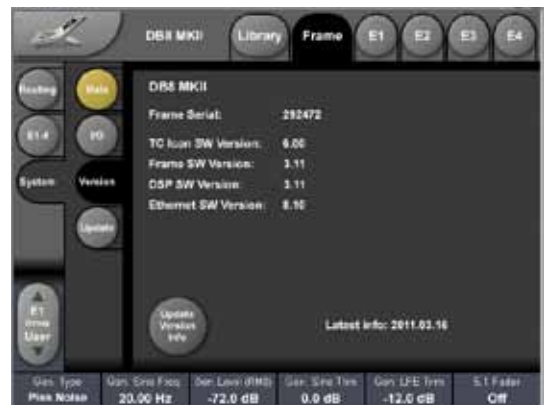 DB8 MKII
Library
Frame
E1
E2
E3
E4
Routing
Main
DB8 MKII
Frame Serial: 292472
E1-4
I/O
TC Icon SW Version: 6.00
Frame SW Version: 3.11
System
Version
DSP SW Version: 3.11
Ethernet SW Version: 8.10
Update
E1
User
Update Version Info
Latest info: 2011.03.16
Gen. Type
Gen. Sine Freq
Gen. Level (RMS)
Gen. Sine Trim
Gen. LFE Trim
5.1 Fader
Pink Noise
20.00 Hz
-72.0 dB
0.0 dB
-12.0 dB
Off